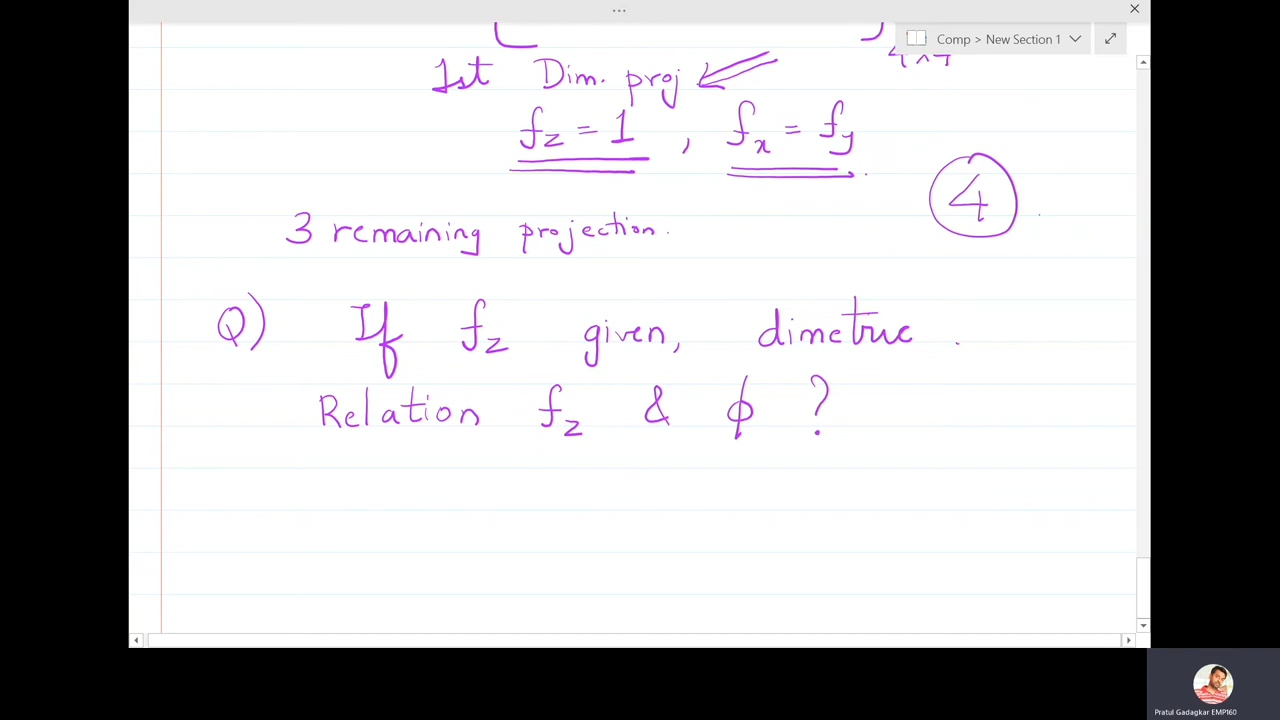 Comp > New Section 1
4x4
1st Dim. proj
fz = 1 , fx = fy
4
3 remaining projection.
Q) If fz given, dimetric .
Relation fz & φ ?
Pratul Gadagkar EMP160